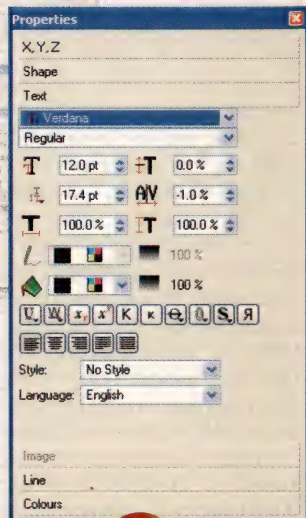 Properties
X, Y, Z
Shape
Text
Verdana
Regular
T 12.0 pt T 0.0 %
A 17.4 pt AV -1.0 %
T 100.0 % T 100.0 %
100 %
100 %
U W x, x' K K O O S Я
Style: No Style
Language: English
Image
Line
Colours